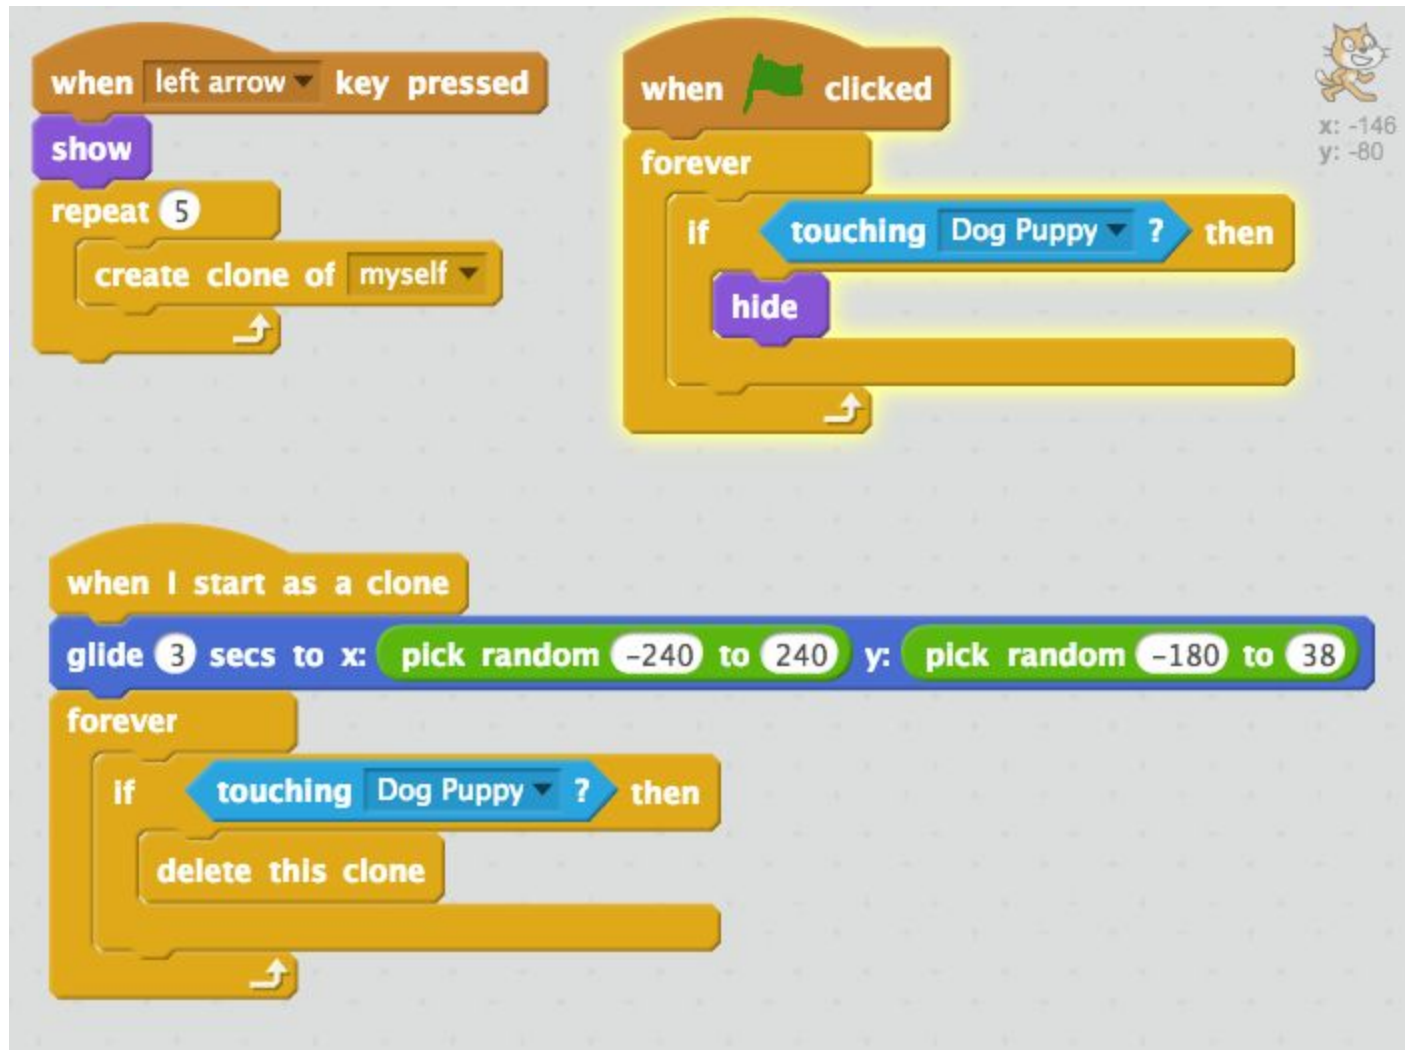 when left arrow key pressed
show
repeat 5
create clone of myself
when clicked
forever
if touching Dog Puppy ? then
hide
x: -146
y: -80
when I start as a clone
glide 3 secs to x: pick random -240 to 240 y: pick random -180 to 38
forever
if touching Dog Puppy ? then
delete this clone